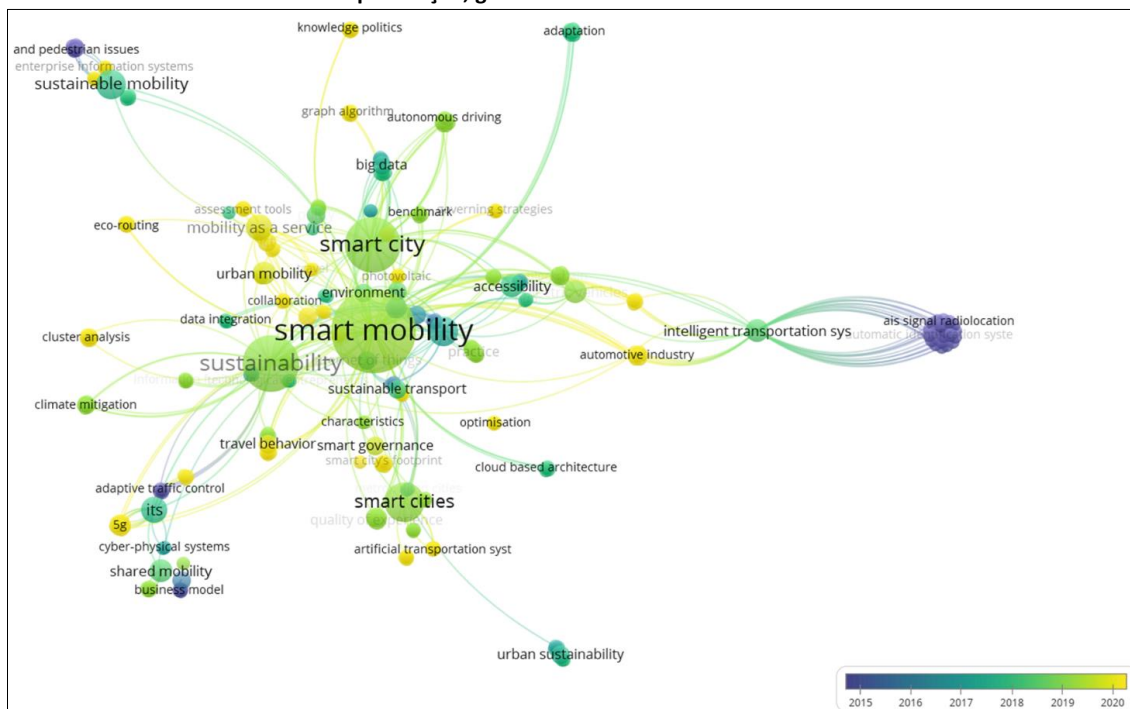 knowledge politics
adaptation
and pedestrian issues
enterprise information systems
sustainable mobility
graph algorithm
autonomous driving
big data
assessment tools
benchmark
governing strategies
eco-routing
mobility as a service
smart city
urban mobility
photovoltaic
accessibility
environment
collaboration
data integration
smart mobility
intelligent transportation sys
ais signal radiolocation
cluster analysis
practice
automotive industry
sustainability
sustainable transport
climate mitigation
characteristics
optimisation
travel behavior
smart governance
smart city's footprint
cloud based architecture
adaptive traffic control
smart cities
its
quality of experience
5g
cyber-physical systems
artificial transportation syst
shared mobility
business model
urban sustainability
2015 2016 2017 2018 2019 2020